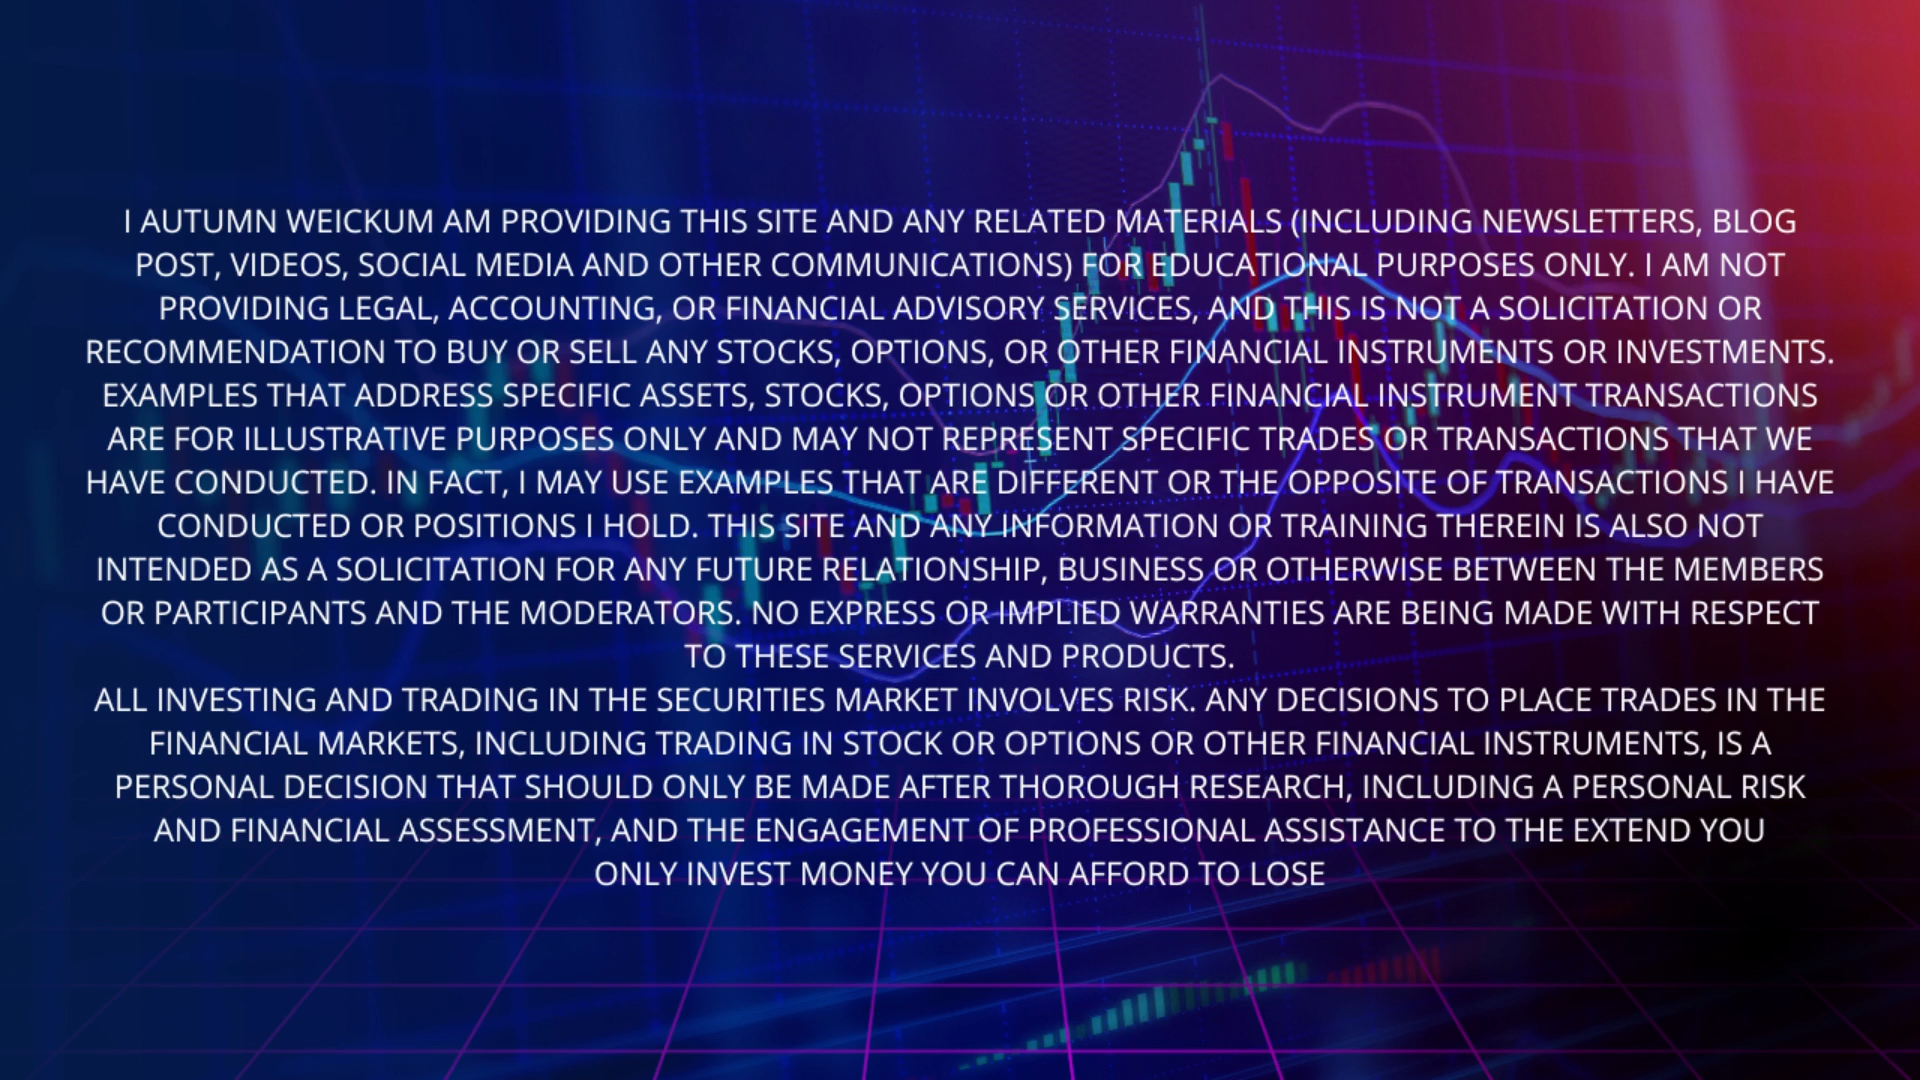 I AUTUMN WEICKUM AM PROVIDING THIS SITE AND ANY RELATED MATERIALS (INCLUDING NEWSLETTERS, BLOG
POST, VIDEOS, SOCIAL MEDIA AND OTHER COMMUNICATIONS) FOR EDUCATIONAL PURPOSES ONLY. I AM NOT
PROVIDING LEGAL, ACCOUNTING, OR FINANCIAL ADVISORY SERVICES, AND THIS IS NOT A SOLICITATION OR
RECOMMENDATION TO BUY OR SELL ANY STOCKS, OPTIONS, OR OTHER FINANCIAL INSTRUMENTS OR INVESTMENTS.
EXAMPLES THAT ADDRESS SPECIFIC ASSETS, STOCKS, OPTIONS OR OTHER FINANCIAL INSTRUMENT TRANSACTIONS
ARE FOR ILLUSTRATIVE PURPOSES ONLY AND MAY NOT REPRESENT SPECIFIC TRADES OR TRANSACTIONS THAT WE
HAVE CONDUCTED. IN FACT, I MAY USE EXAMPLES THAT ARE DIFFERENT OR THE OPPOSITE OF TRANSACTIONS I HAVE
CONDUCTED OR POSITIONS I HOLD. THIS SITE AND ANY INFORMATION OR TRAINING THEREIN IS ALSO NOT
INTENDED AS A SOLICITATION FOR ANY FUTURE RELATIONSHIP, BUSINESS OR OTHERWISE BETWEEN THE MEMBERS
OR PARTICIPANTS AND THE MODERATORS. NO EXPRESS OR IMPLIED WARRANTIES ARE BEING MADE WITH RESPECT
TO THESE SERVICES AND PRODUCTS.
ALL INVESTING AND TRADING IN THE SECURITIES MARKET INVOLVES RISK. ANY DECISIONS TO PLACE TRADES IN THE
FINANCIAL MARKETS, INCLUDING TRADING IN STOCK OR OPTIONS OR OTHER FINANCIAL INSTRUMENTS, IS A
PERSONAL DECISION THAT SHOULD ONLY BE MADE AFTER THOROUGH RESEARCH, INCLUDING A PERSONAL RISK
AND FINANCIAL ASSESSMENT, AND THE ENGAGEMENT OF PROFESSIONAL ASSISTANCE TO THE EXTEND YOU
ONLY INVEST MONEY YOU CAN AFFORD TO LOSE